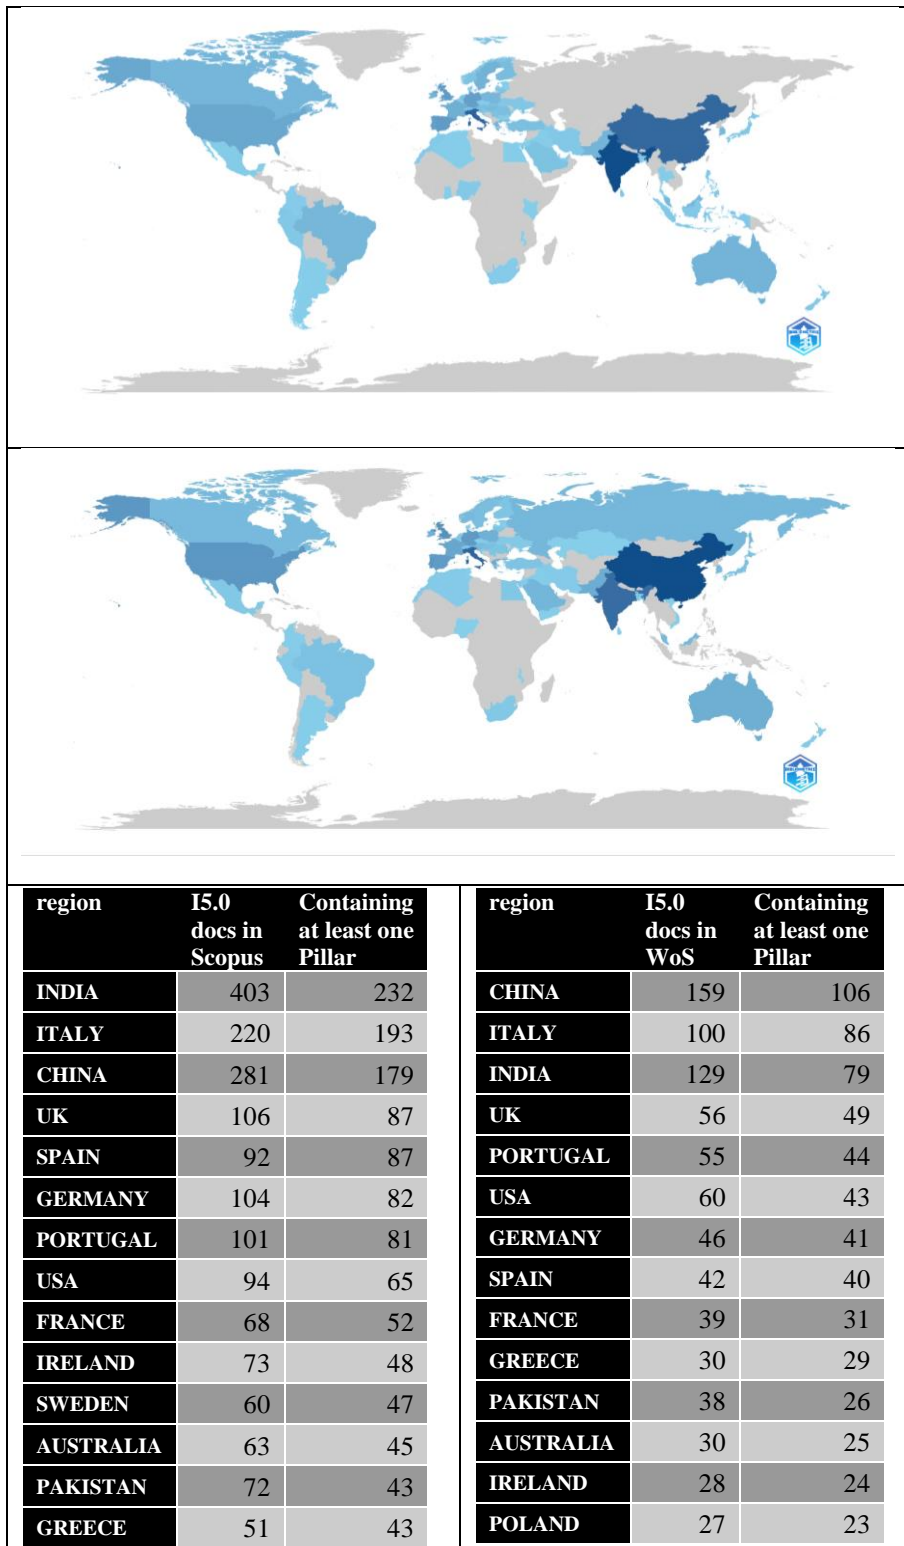 region I5.0 docs in Scopus Containing at least one Pillar
INDIA 403 232
ITALY 220 193
CHINA 281 179
UK 106 87
SPAIN 92 87
GERMANY 104 82
PORTUGAL 101 81
USA 94 65
FRANCE 68 52
IRELAND 73 48
SWEDEN 60 47
AUSTRALIA 63 45
PAKISTAN 72 43
GREECE 51 43
region I5.0 docs in WoS Containing at least one Pillar
CHINA 159 106
ITALY 100 86
INDIA 129 79
UK 56 49
PORTUGAL 55 44
USA 60 43
GERMANY 46 41
SPAIN 42 40
FRANCE 39 31
GREECE 30 29
PAKISTAN 38 26
AUSTRALIA 30 25
IRELAND 28 24
POLAND 27 23